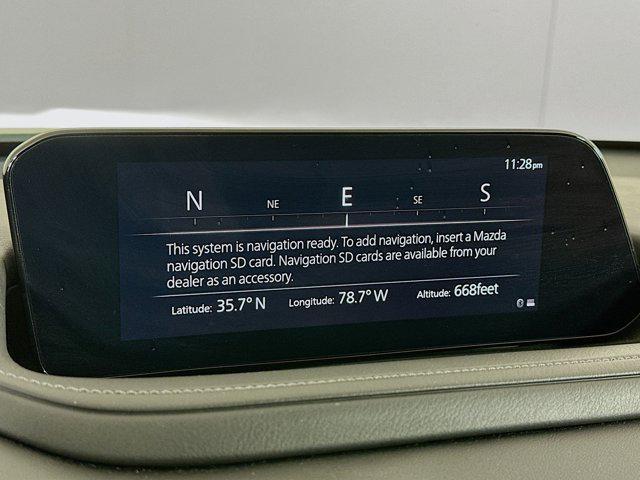 11:28pm
N NE E SE S
This system is navigation ready. To add navigation, insert a Mazda
navigation SD card. Navigation SD cards are available from your
dealer as an accessory.
Latitude: 35.7° N Longitude: 78.7° W Altitude: 668feet